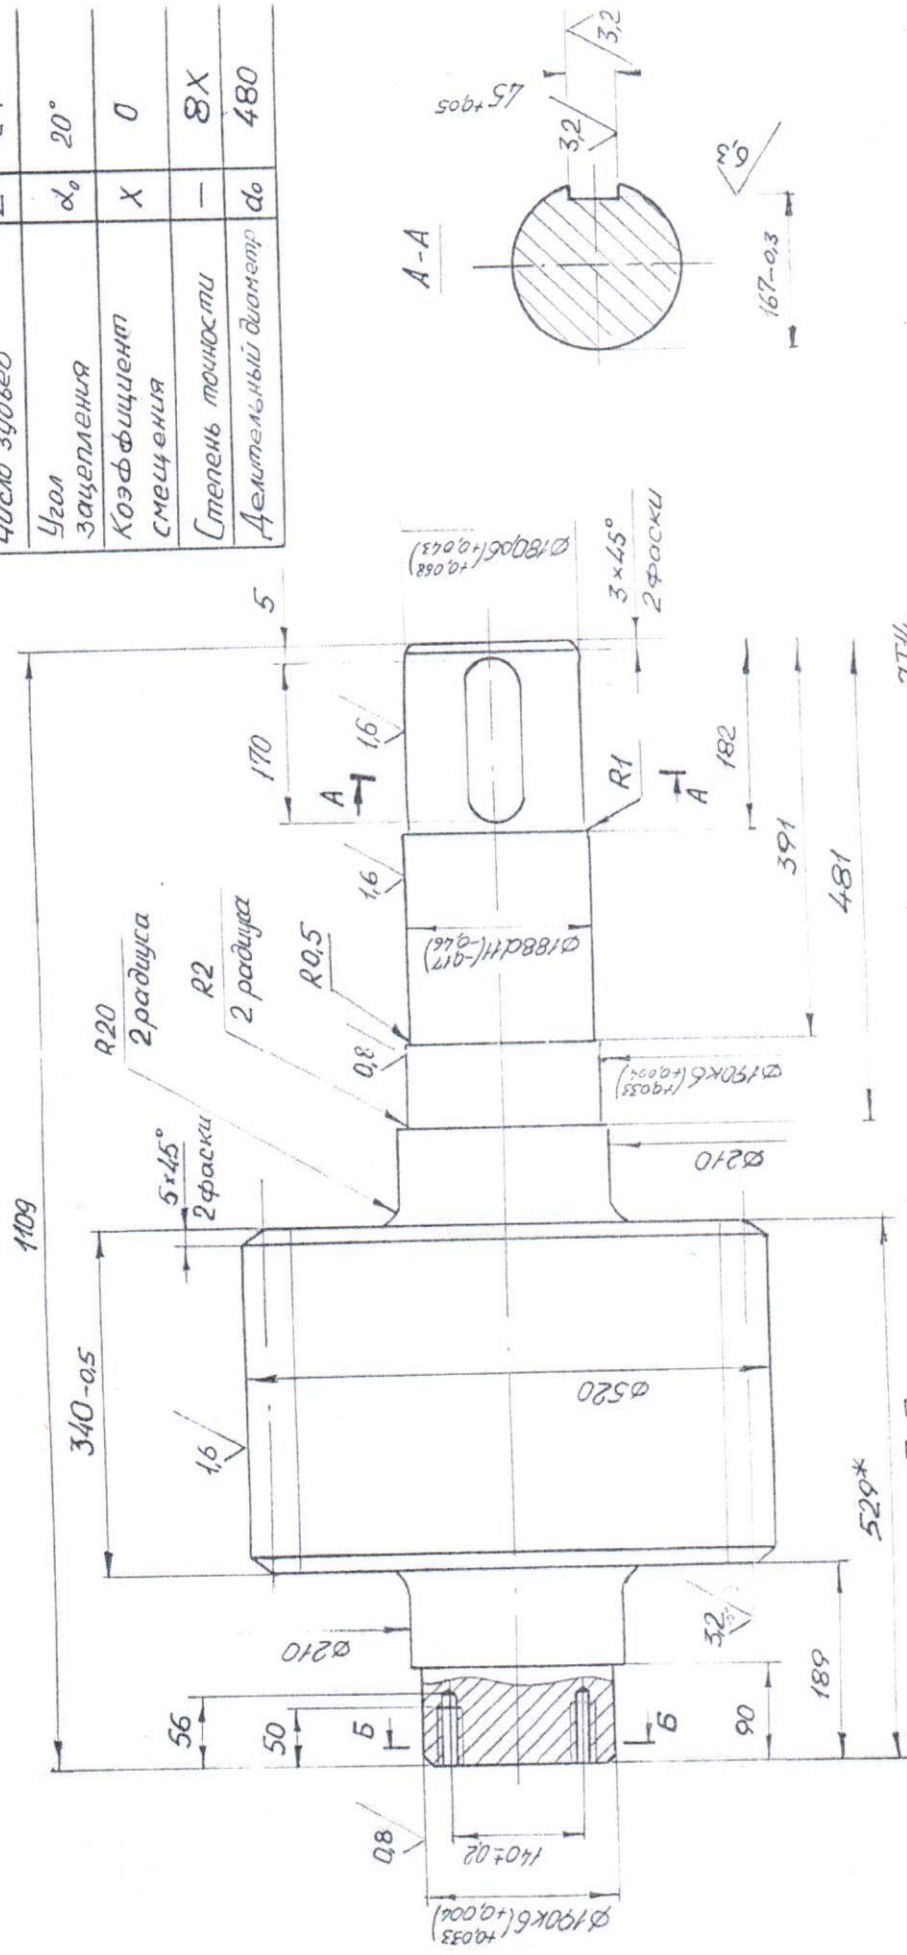 Число зубьев Z
Угол зацепления α₀ 20°
Коэффициент смещения X 0
Степень точности — 8X
Делительный диаметр d₀ 480
1109
340-0,5
5×45°
2 фаски
R20
2 радиуса
R2
2 радиуса
R0,5
170
5
56
50
Б
Б
А
А
1,6
1,6
1,6
0,8
0,8
3,2
Ø210
Ø520
Ø210
Ø190к6(+0,033 +0,004)
140±0,2
Ø190к6(+0,033 +0,004)
Ø188d11(-0,17 -0,46)
+0,068
+0,043
R1
3×45°
2 фаски
90
189
529*
182
391
481
А-А
45+0,05
3,2
3,2
6,3
167-0,3